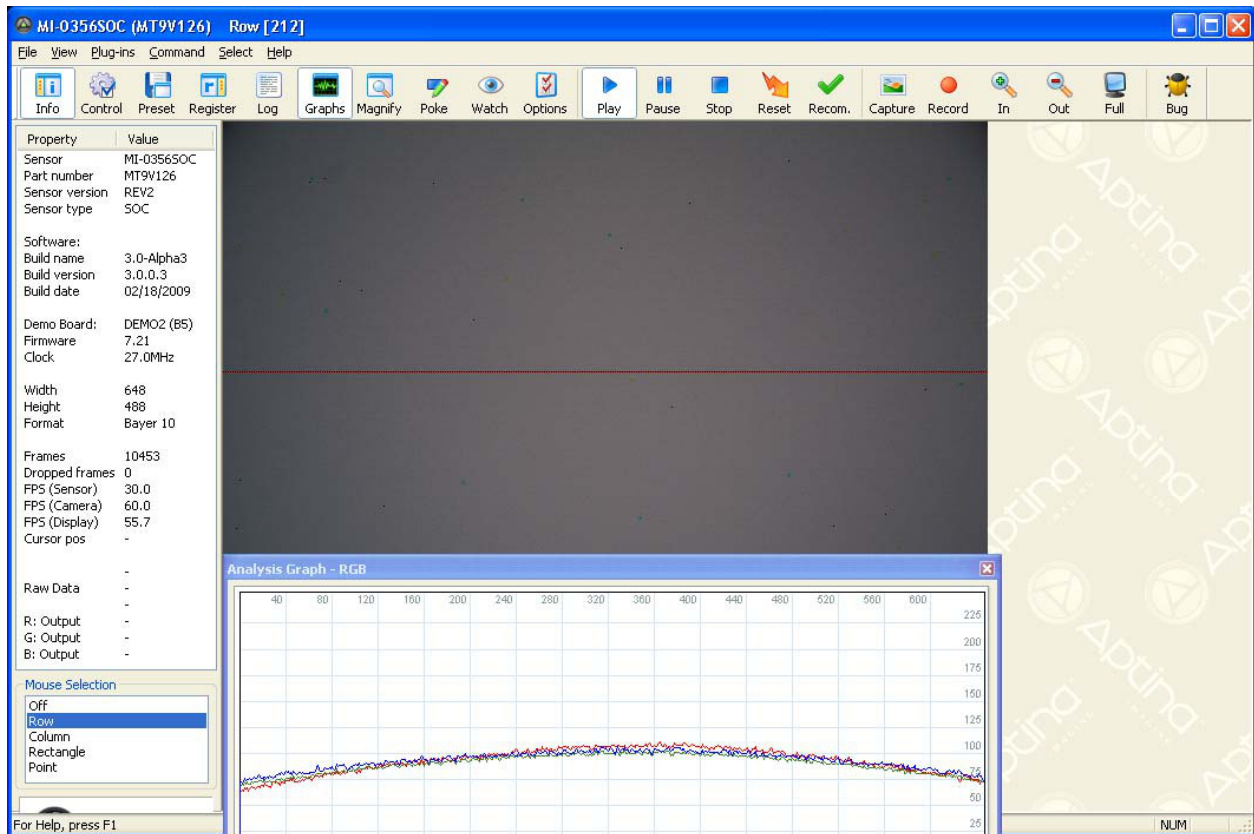 MI-0356SOC (MT9V126) Row [212]
File View Plug-ins Command Select Help
Info Control Preset Register Log Graphs Magnify Poke Watch Options Play Pause Stop Reset Recom. Capture Record In Out Full Bug
Property Value
Sensor MI-0356SOC
Part number MT9V126
Sensor version REV2
Sensor type SOC
Software:
Build name 3.0-Alpha3
Build version 3.0.0.3
Build date 02/18/2009
Demo Board: DEMO2 (B5)
Firmware 7.21
Clock 27.0MHz
Width 648
Height 488
Format Bayer 10
Frames 10453
Dropped frames 0
FPS (Sensor) 30.0
FPS (Camera) 60.0
FPS (Display) 55.7
Cursor pos -
-
Raw Data -
-
R: Output -
G: Output -
B: Output -
Mouse Selection
Off
Row
Column
Rectangle
Point
Analysis Graph - RGB
40 80 120 160 200 240 280 320 360 400 440 480 520 560 600
225
200
175
150
125
100
75
50
25
Aptina
IMAGING
Aptina
Aptina
Aptina
For Help, press F1
NUM